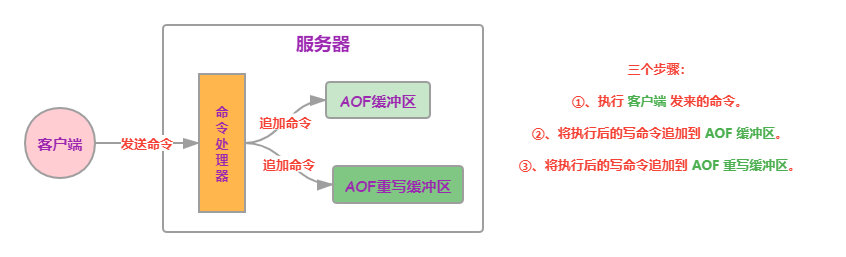 服务器
客户端
发送命令
命令处理器
追加命令
AOF缓冲区
追加命令
AOF重写缓冲区
三个步骤：
①、执行 客户端 发来的命令。
②、将执行后的写命令追加到 AOF 缓冲区。
③、将执行后的写命令追加到 AOF 重写缓冲区。